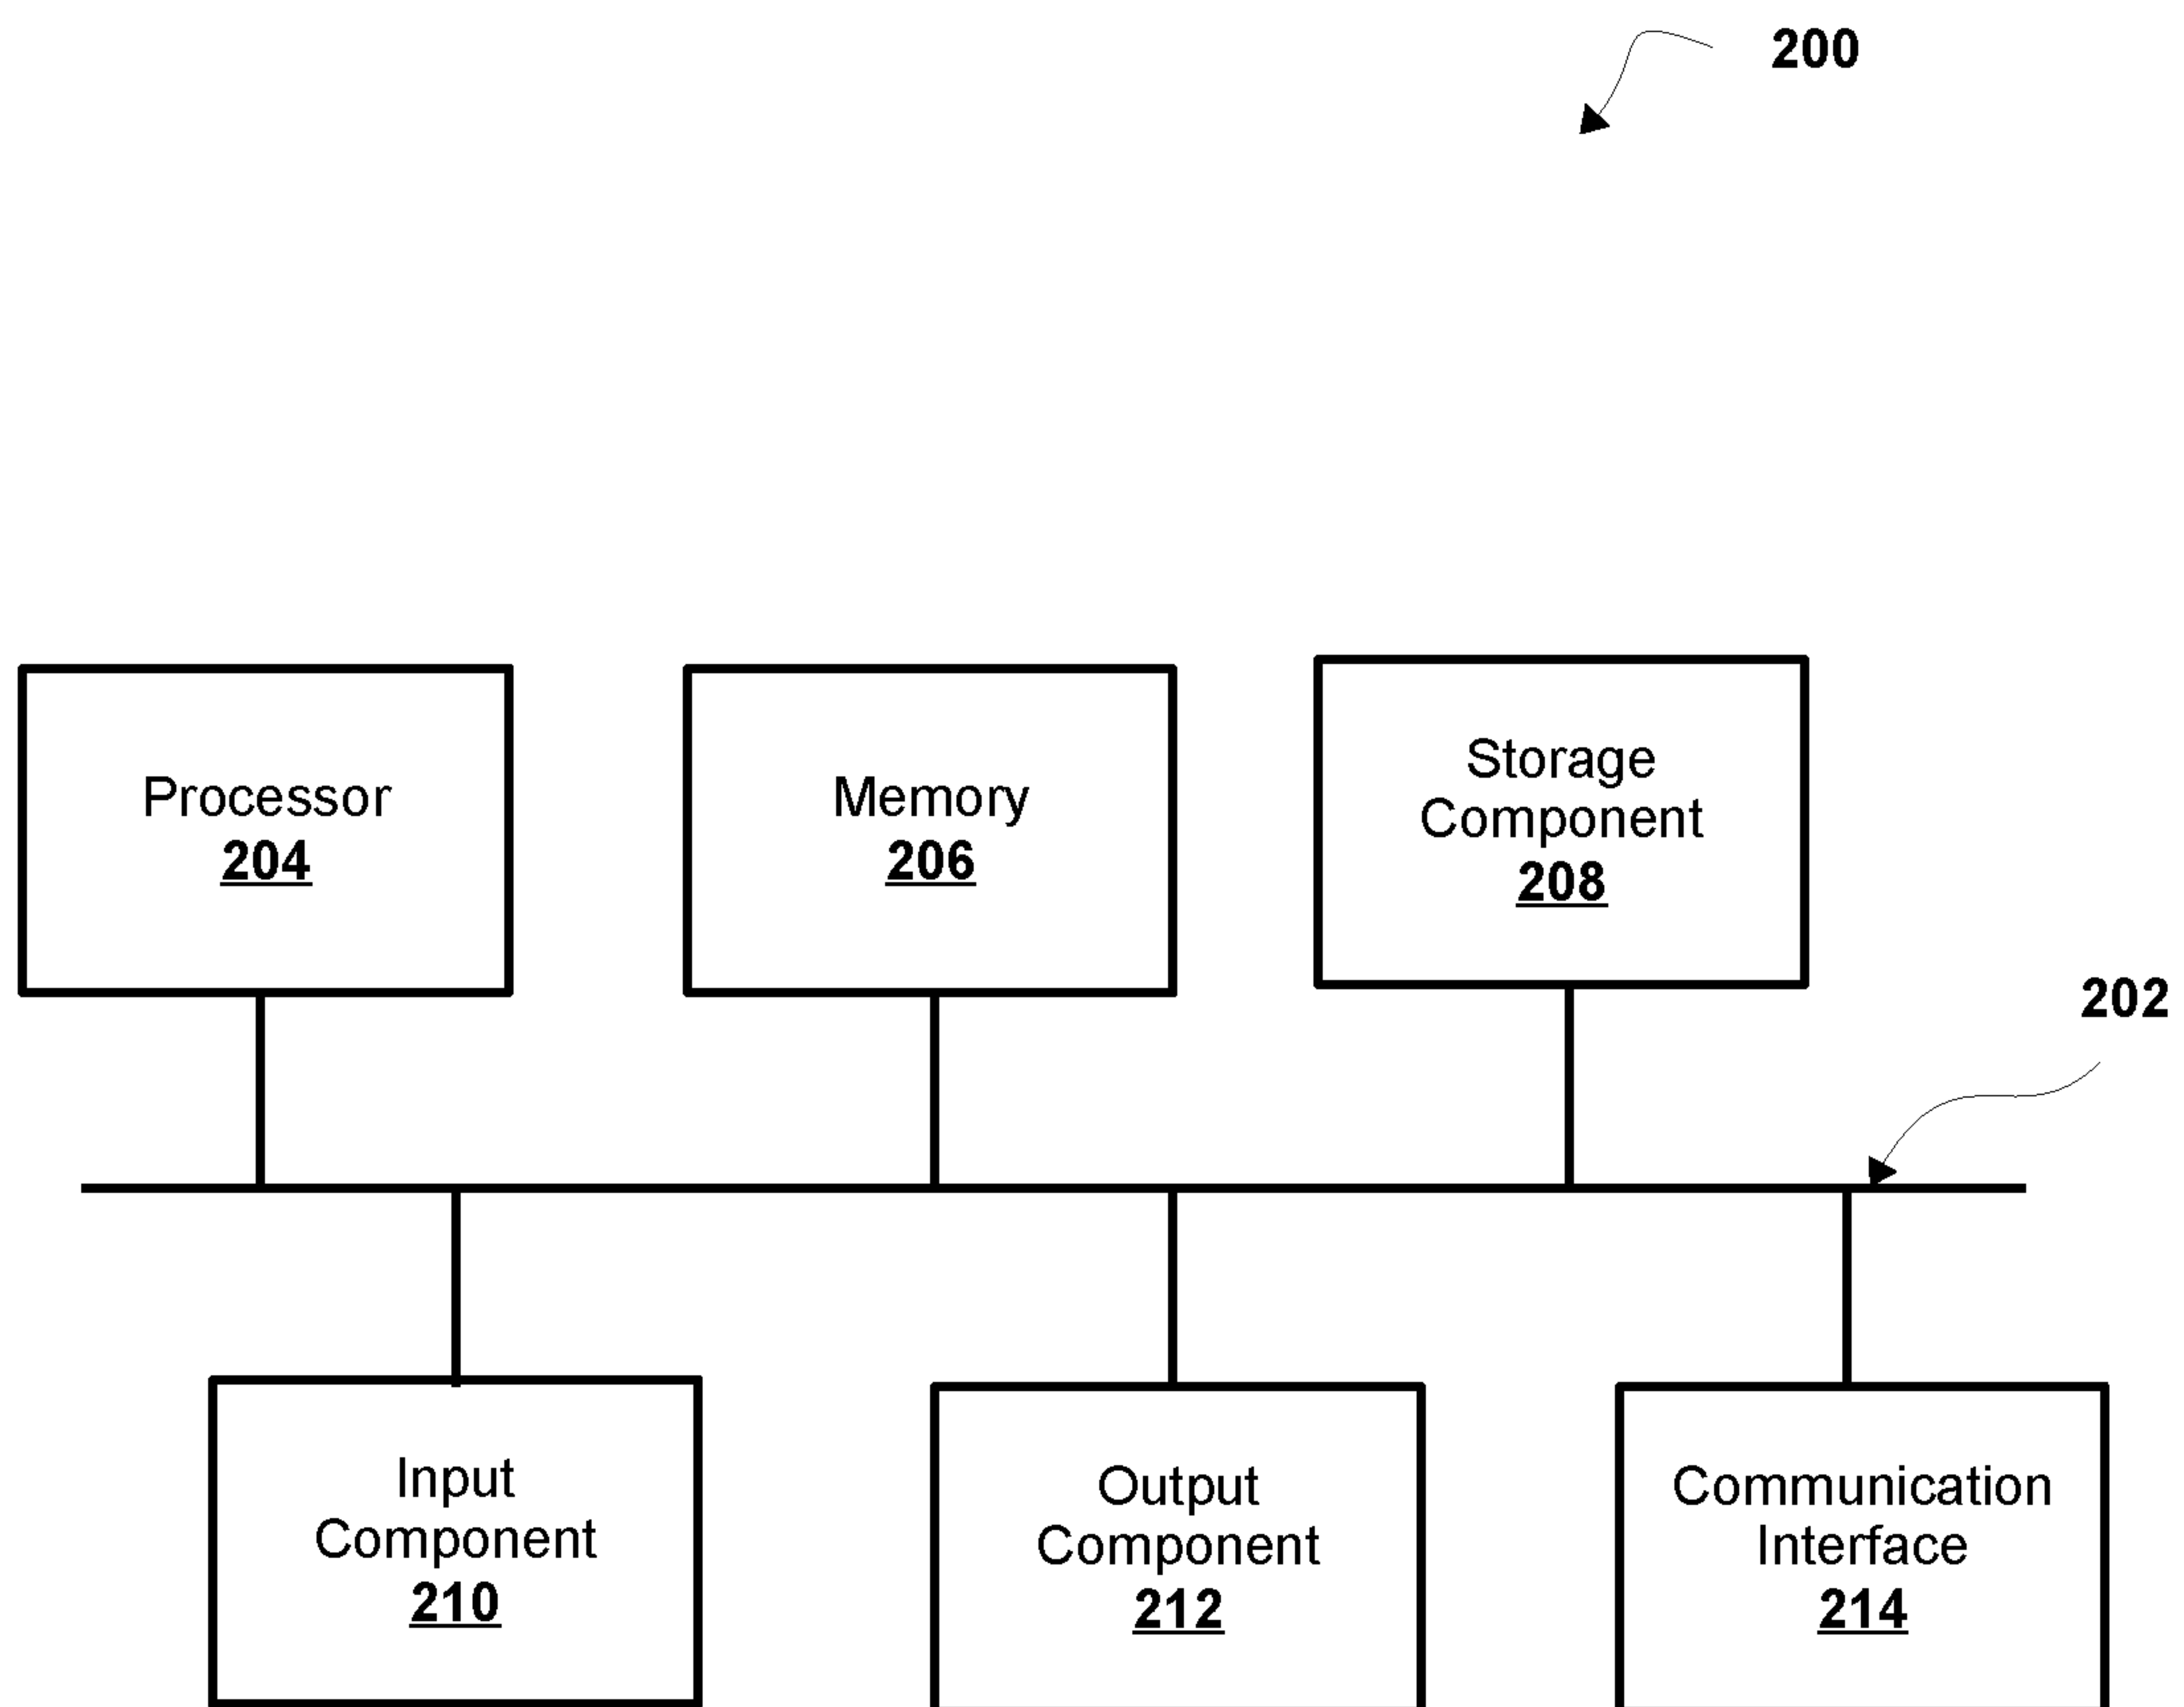 200
Processor
204
Memory
206
Storage
Component
208
202
Input
Component
210
Output
Component
212
Communication
Interface
214